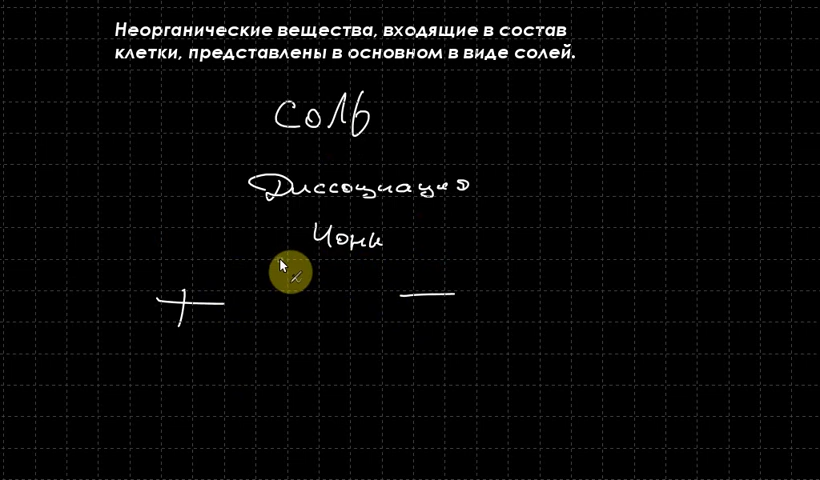 Неорганические вещества, входящие в состав
клетки, представлены в основном в виде солей.
Соль
Диссоциация
Ионы
+ —